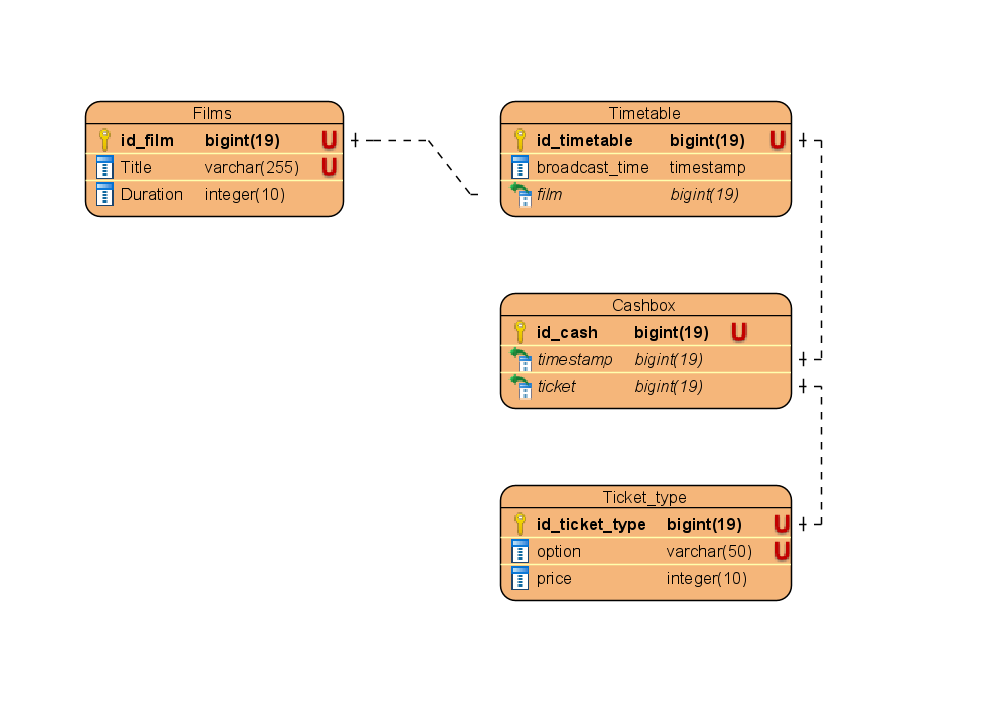 Films
id_film bigint(19) U
Title varchar(255) U
Duration integer(10)
Timetable
id_timetable bigint(19) U
broadcast_time timestamp
film bigint(19)
Cashbox
id_cash bigint(19) U
timestamp bigint(19)
ticket bigint(19)
Ticket_type
id_ticket_type bigint(19) U
option varchar(50) U
price integer(10)